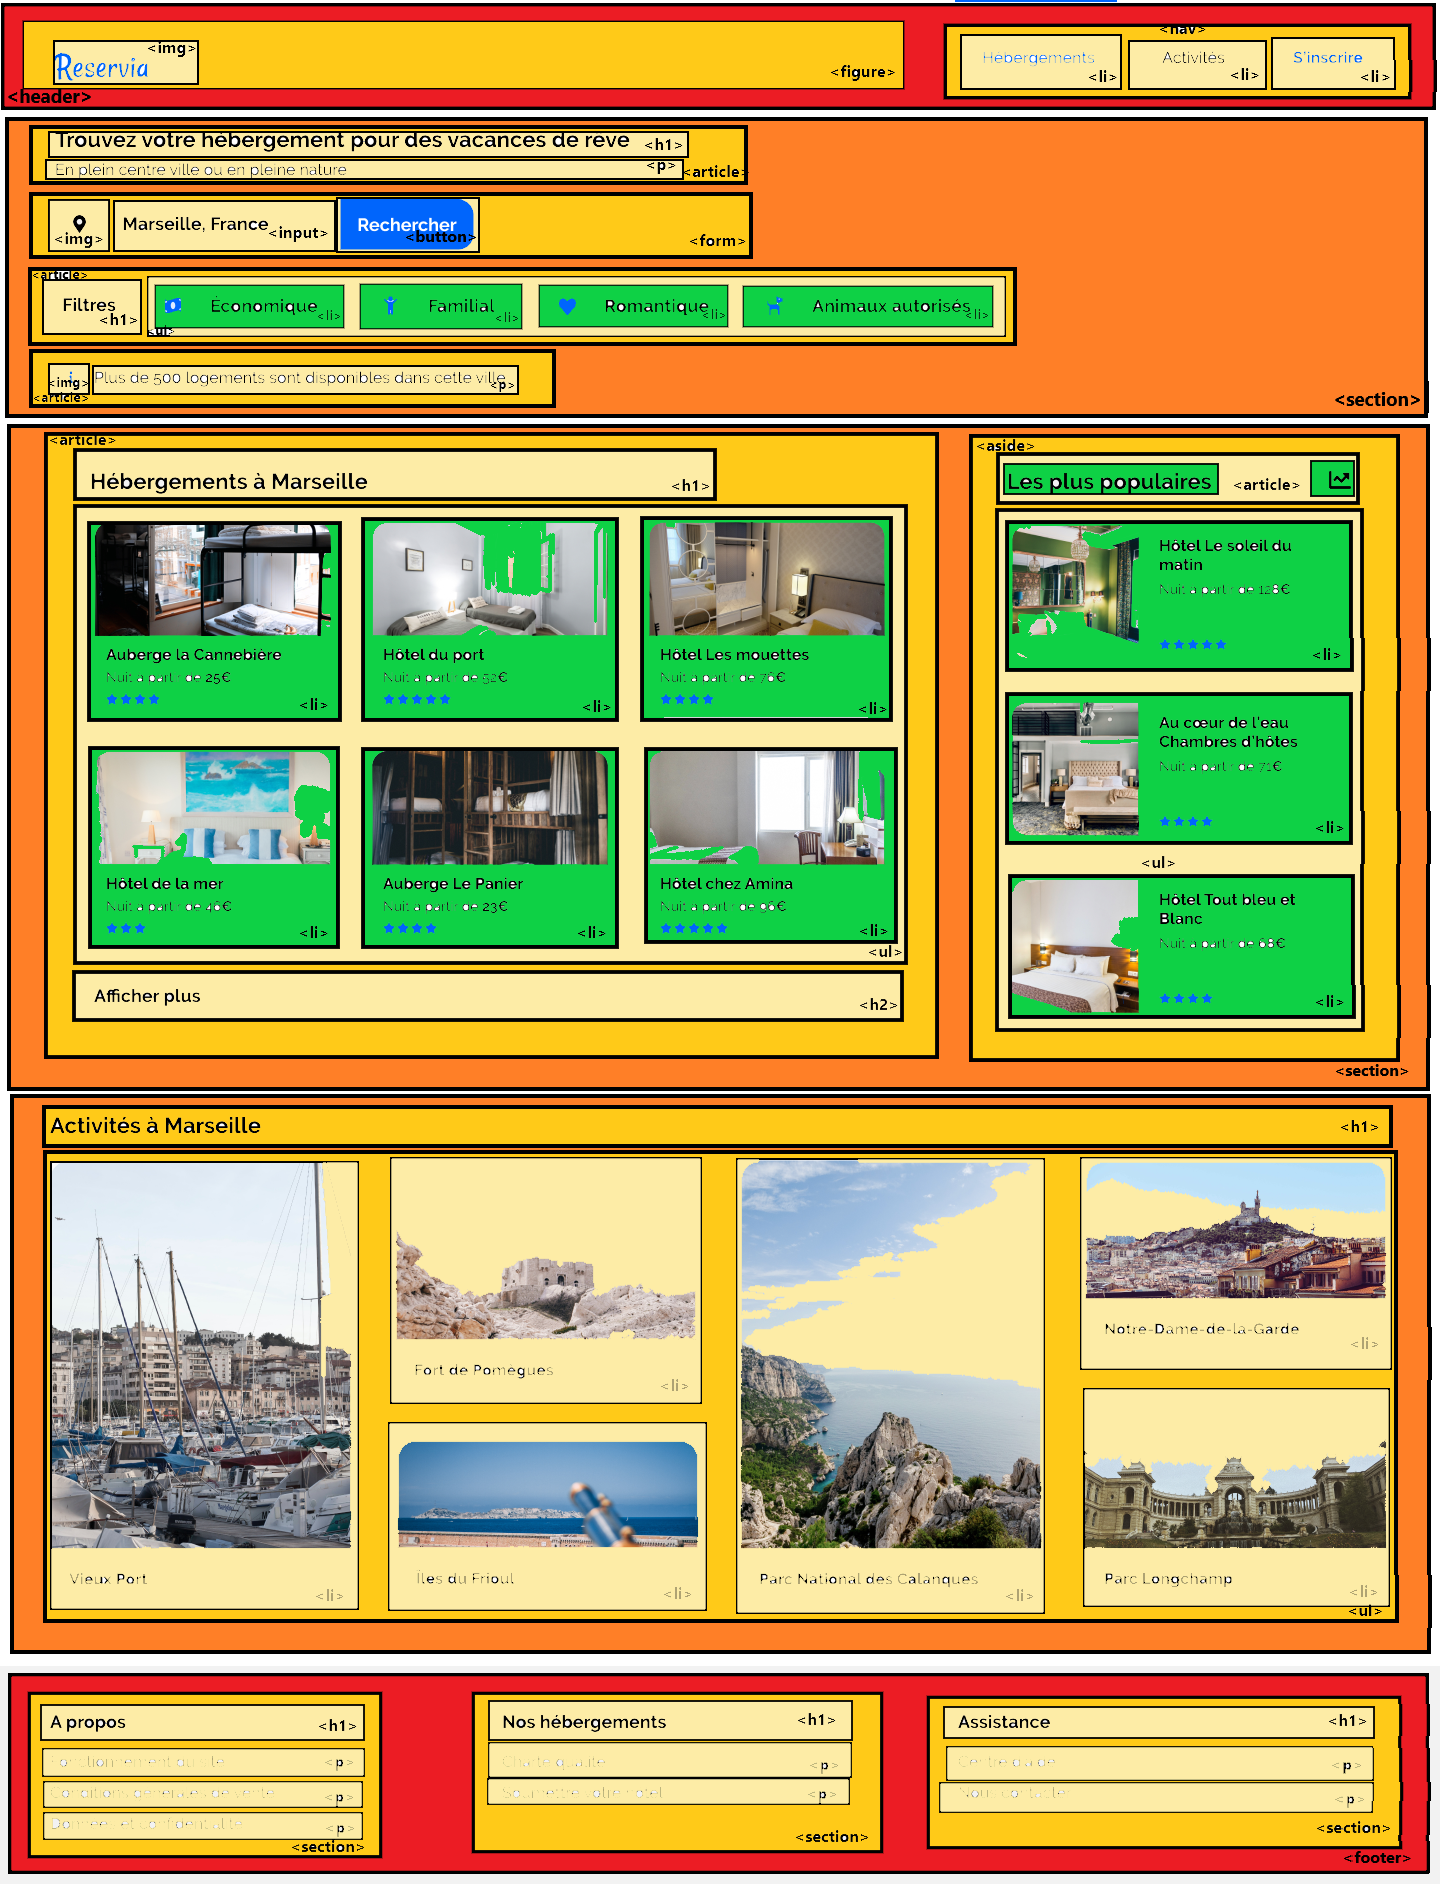 <img>
Reservia
<figure>
<header>
<nav>
Hébergements
<li>
Activités
<li>
S'inscrire
<li>
Trouvez votre hébergement pour des vacances de rêve
<h1>
En plein centre ville ou en pleine nature
<p>
<article>
<img>
Marseille, France
<input>
Rechercher
<button>
<form>
<article>
Filtres
<h1>
<ul>
Économique
<li>
Familial
<li>
Romantique
<li>
Animaux autorisés
<li>
<img>
Plus de 500 logements sont disponibles dans cette ville
<p>
<article>
<section>
<article>
Hébergements à Marseille
<h1>
Auberge la Cannebière
Nuit à partir de 25€
<li>
Hôtel du port
Nuit à partir de 52€
<li>
Hôtel Les mouettes
Nuit à partir de 76€
<li>
Hôtel de la mer
Nuit à partir de 46€
<li>
Auberge Le Panier
Nuit à partir de 23€
<li>
Hôtel chez Amina
Nuit à partir de 96€
<li>
<ul>
Afficher plus
<h2>
<aside>
Les plus populaires
<article>
Hôtel Le soleil du
matin
Nuit à partir de 128€
<li>
Au cœur de l'eau
Chambres d'hôtes
Nuit à partir de 71€
<li>
<ul>
Hôtel Tout bleu et
Blanc
Nuit à partir de 68€
<li>
<section>
Activités à Marseille
<h1>
Vieux Port
<li>
Fort de Pomègues
<li>
Îles du Frioul
<li>
Parc National des Calanques
<li>
Notre-Dame-de-la-Garde
<li>
Parc Longchamp
<li>
<ul>
A propos
<h1>
Fonctionnement du site
<p>
Conditions générales de vente
<p>
Données et confidentialité
<p>
<section>
Nos hébergements
<h1>
Charte qualité
<p>
Soumettre votre hôtel
<p>
<section>
Assistance
<h1>
Centre d'aide
<p>
Nous contacter
<p>
<section>
<footer>